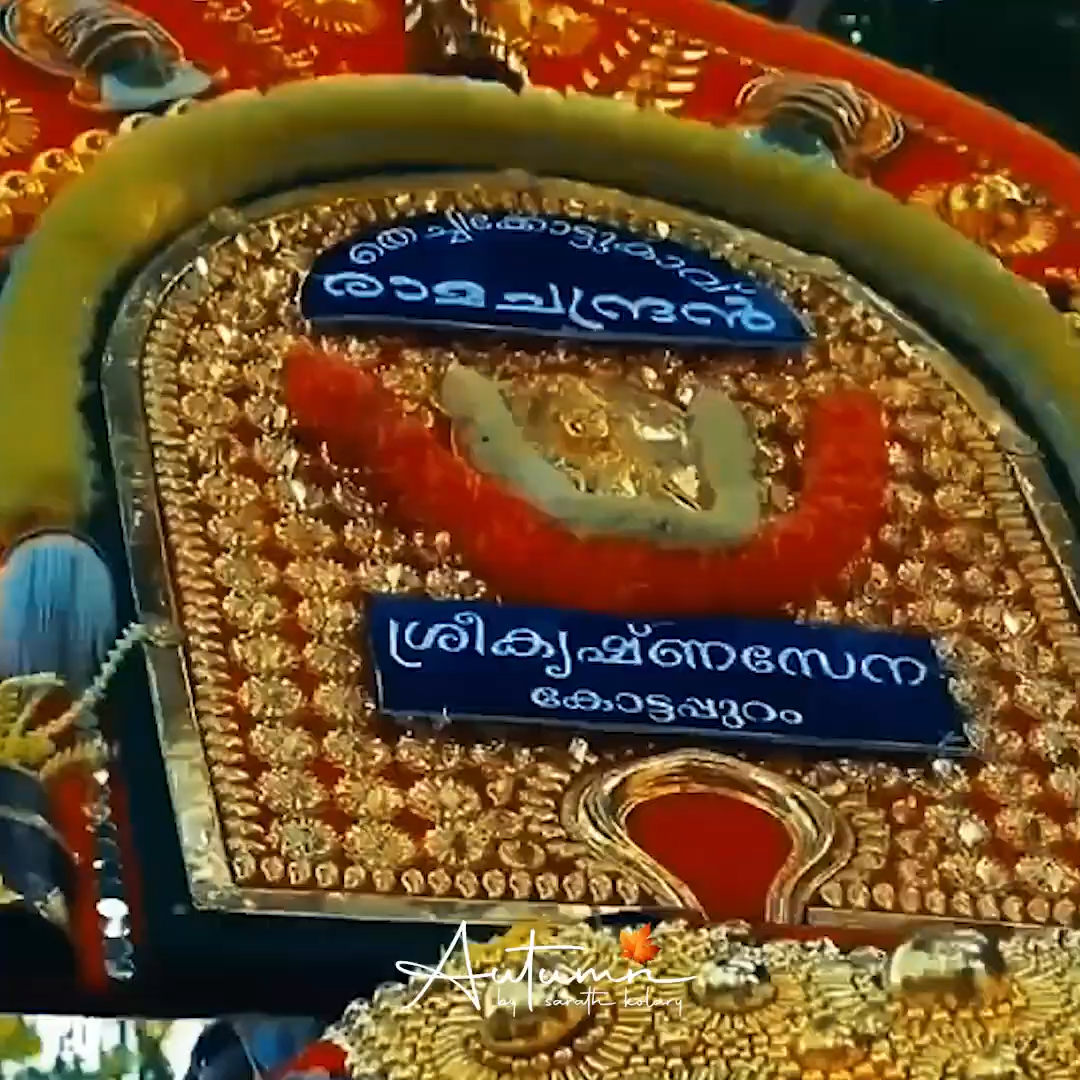 തെച്ചിക്കോട്ടുകാവ്
രാമചന്ദ്രൻ
ശ്രീകൃഷ്ണസേന
കോട്ടപ്പുറം
Autumn
by sarath kolary